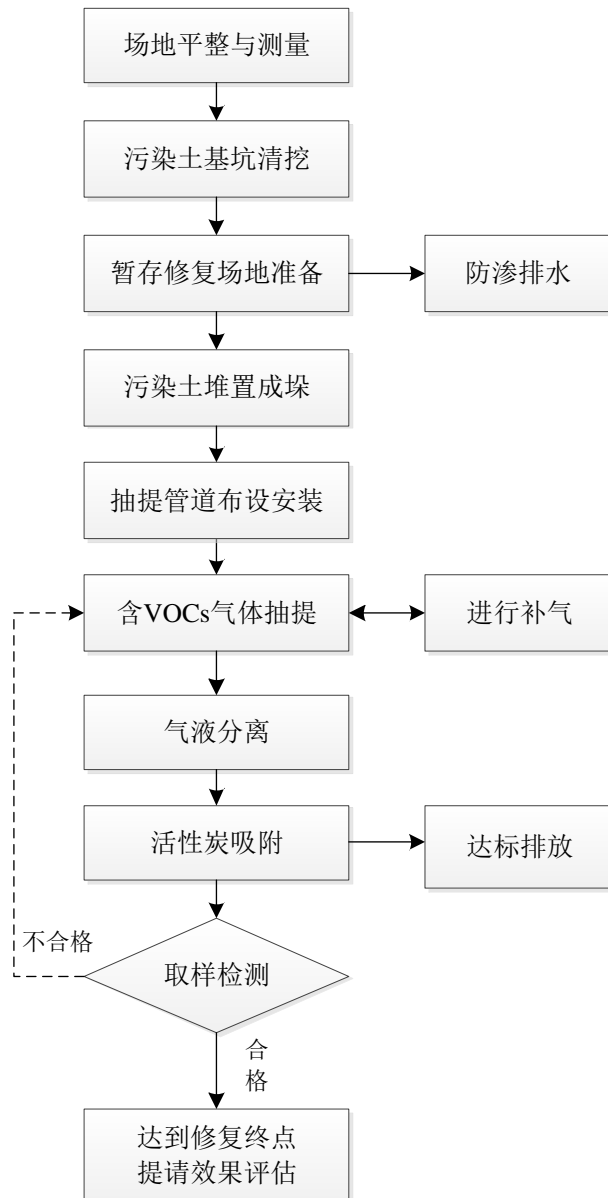 场地平整与测量
污染土基坑清挖
暂存修复场地准备
防渗排水
污染土堆置成垛
抽提管道布设安装
含VOCs气体抽提
进行补气
气液分离
活性炭吸附
达标排放
不合格
取样检测
合
格
达到修复终点
提请效果评估